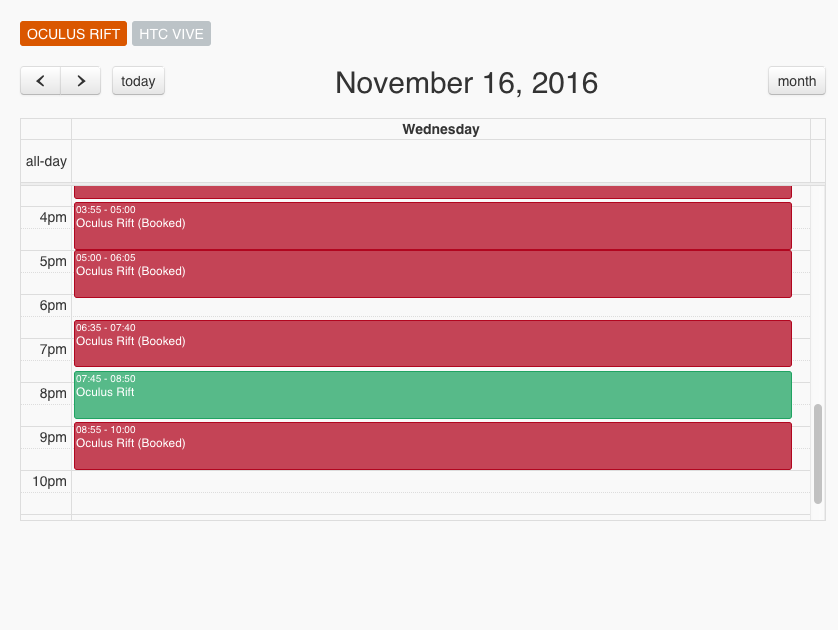 OCULUS RIFT HTC VIVE
today November 16, 2016 month
Wednesday
all-day
4pm 03:55 - 05:00
Oculus Rift (Booked)
5pm 05:00 - 06:05
Oculus Rift (Booked)
6pm
06:35 - 07:40
7pm Oculus Rift (Booked)
07:45 - 08:50
8pm Oculus Rift
08:55 - 10:00
9pm Oculus Rift (Booked)
10pm